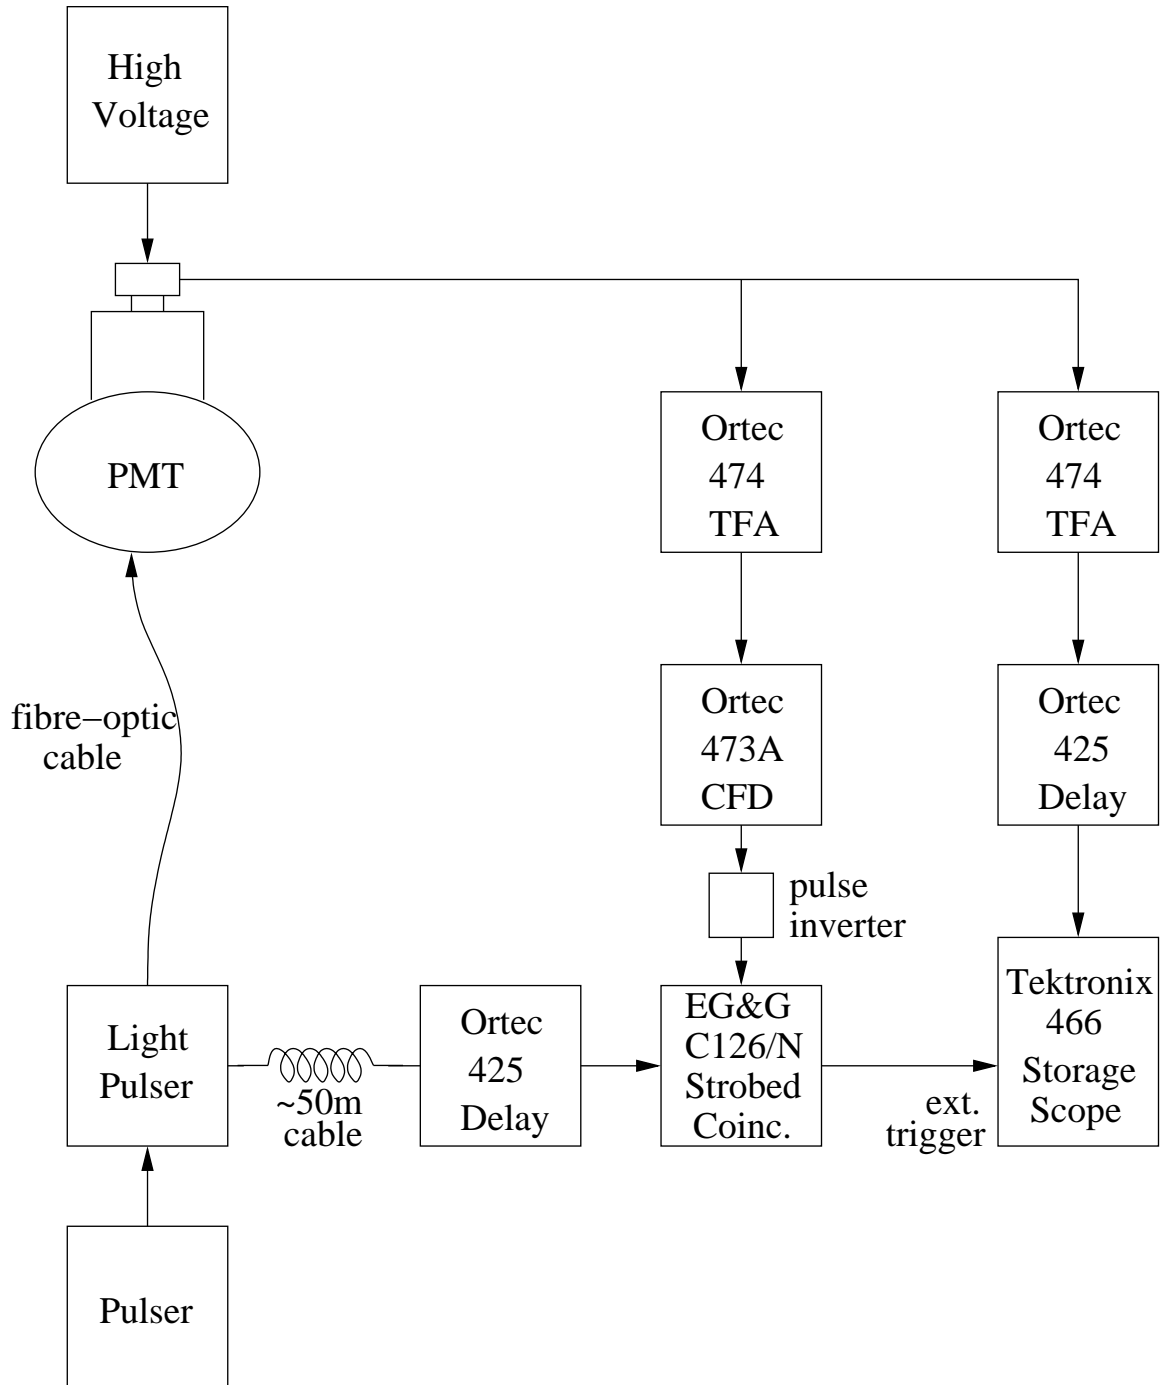 High
Voltage
PMT
Ortec
474
TFA
Ortec
474
TFA
fibre−optic
cable
Ortec
473A
CFD
Ortec
425
Delay
pulse
inverter
Light
Pulser
~50m
cable
Ortec
425
Delay
EG&G
C126/N
Strobed
Coinc.
ext.
trigger
Tektronix
466
Storage
Scope
Pulser